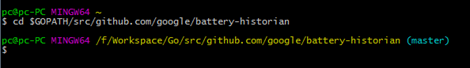 pc@pc-PC MINGW64 ~
$ cd $GOPATH/src/github.com/google/battery-historian
pc@pc-PC MINGW64 /f/Workspace/Go/src/github.com/google/battery-historian (master)
$